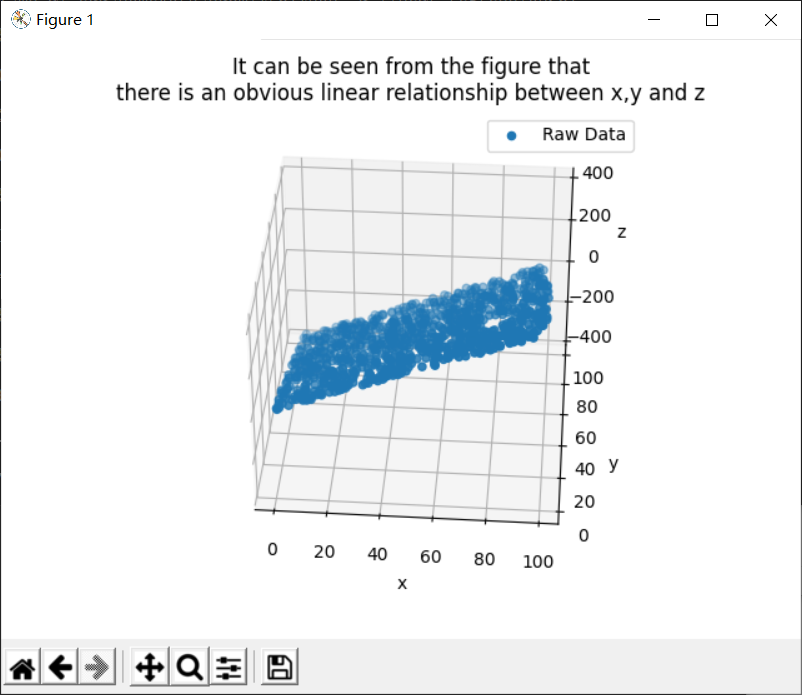 Figure 1
It can be seen from the figure that
there is an obvious linear relationship between x,y and z
Raw Data
400
200
z
0
−200
−400
100
80
60
40
y
20
0
0
20
40
60
80
100
x